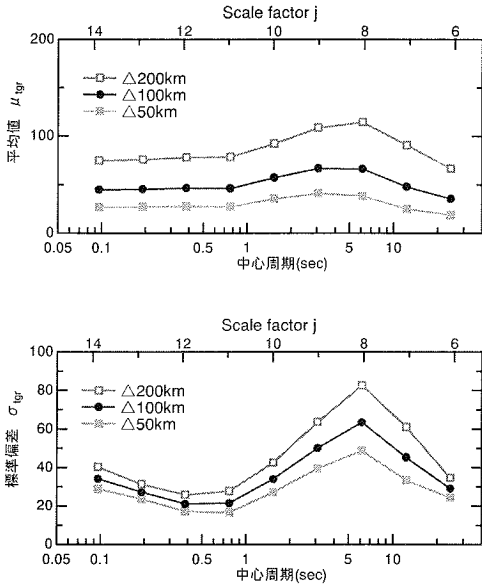 Scale factor j
14 12 10 8 6
200
100
0
平均値 μtgr
△200km
△100km
△50km
0.05 0.1 0.5 1 5 10
中心周期(sec)
Scale factor j
14 12 10 8 6
100
80
60
40
20
0
標準偏差 σtgr
△200km
△100km
△50km
0.05 0.1 0.5 1 5 10
中心周期(sec)